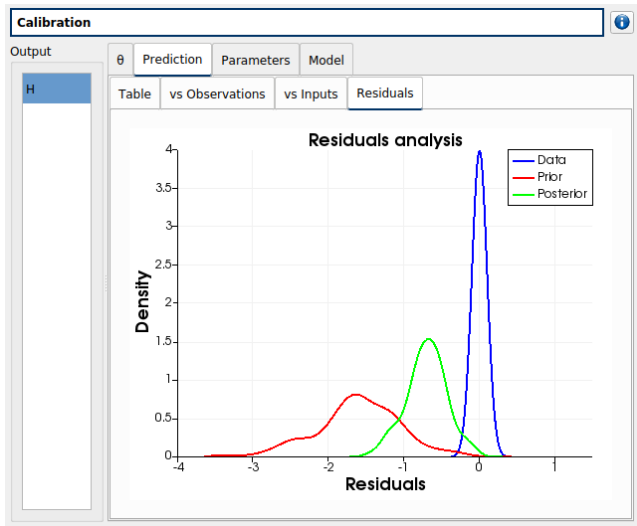 Calibration
Output
H
θ Prediction Parameters Model
Table vs Observations vs Inputs Residuals
Residuals analysis
Data
Prior
Posterior
Density
4
3.5
3
2.5
2
1.5
1
0.5
0
-4 -3 -2 -1 0 1
Residuals